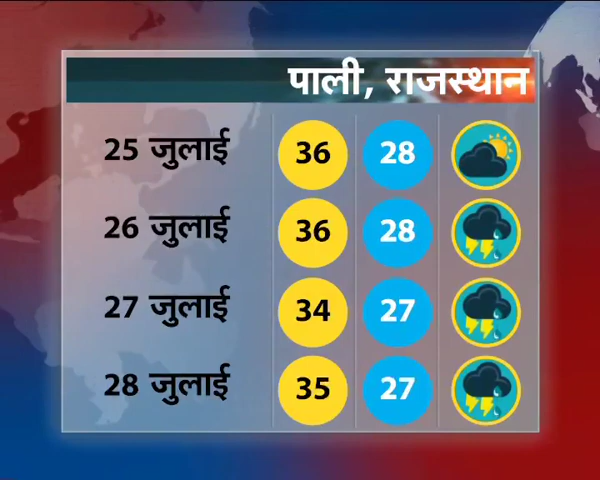 पाली, राजस्थान
25 जुलाई 36 28
26 जुलाई 36 28
27 जुलाई 34 27
28 जुलाई 35 27